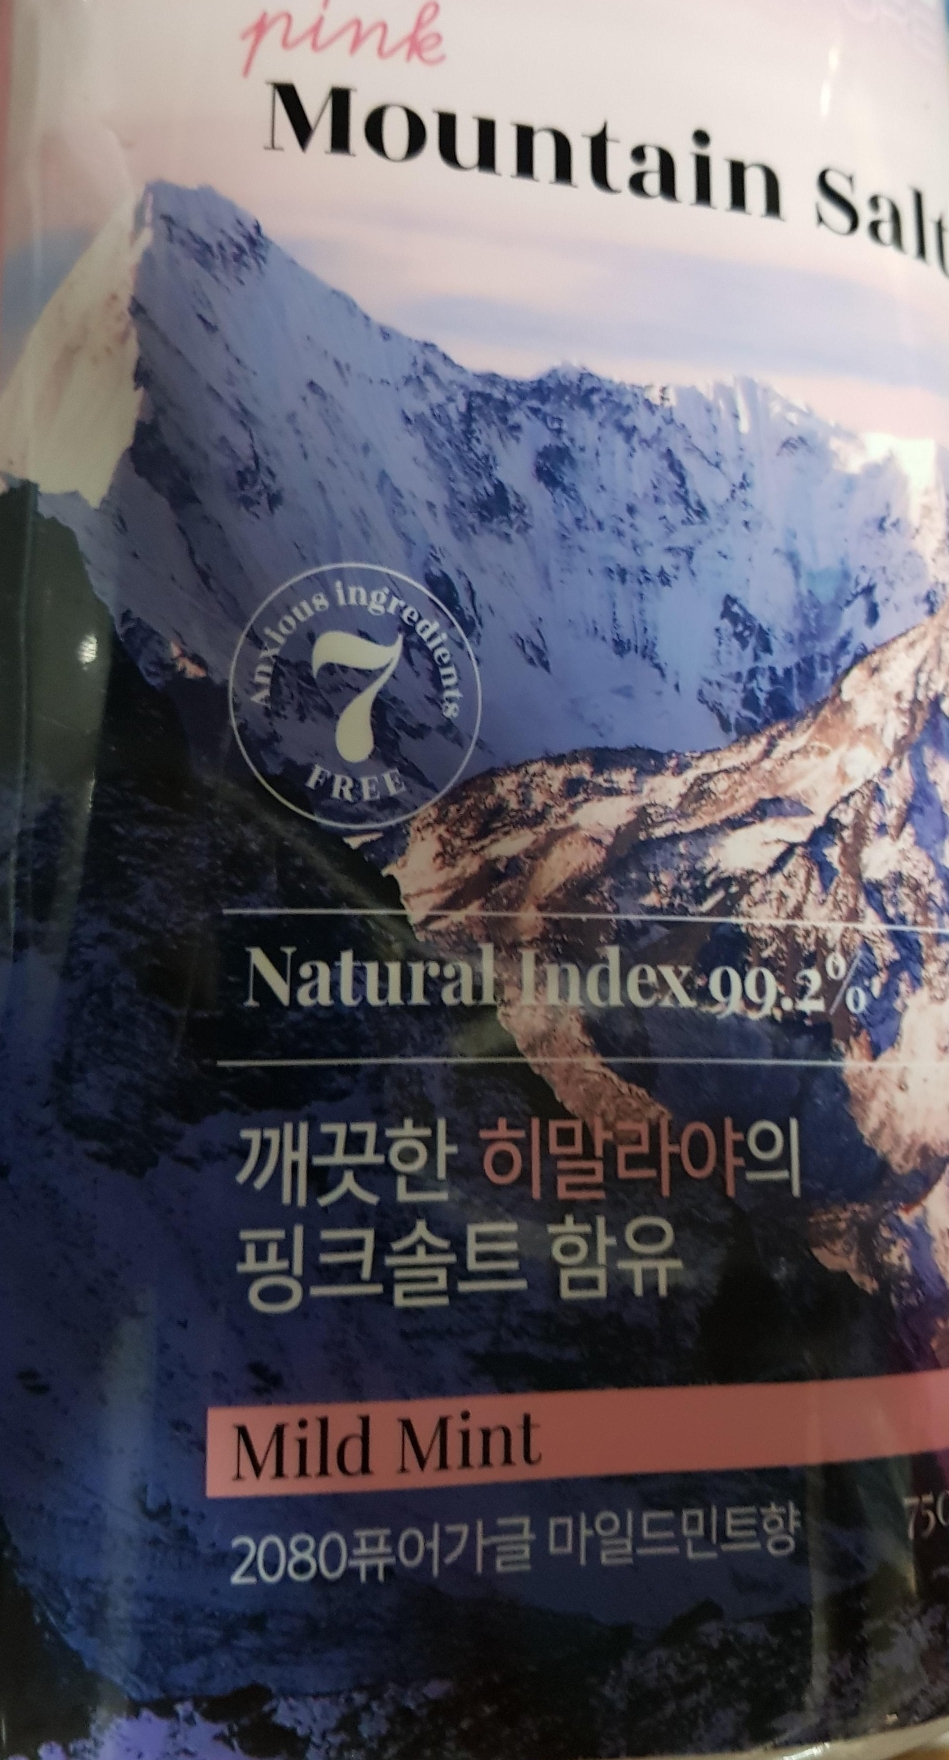 pink
Mountain Salt
Anxious ingredients
7
FREE
Natural Index 99.2%
깨끗한 히말라야의
핑크솔트 함유
Mild Mint
2080퓨어가글 마일드민트향